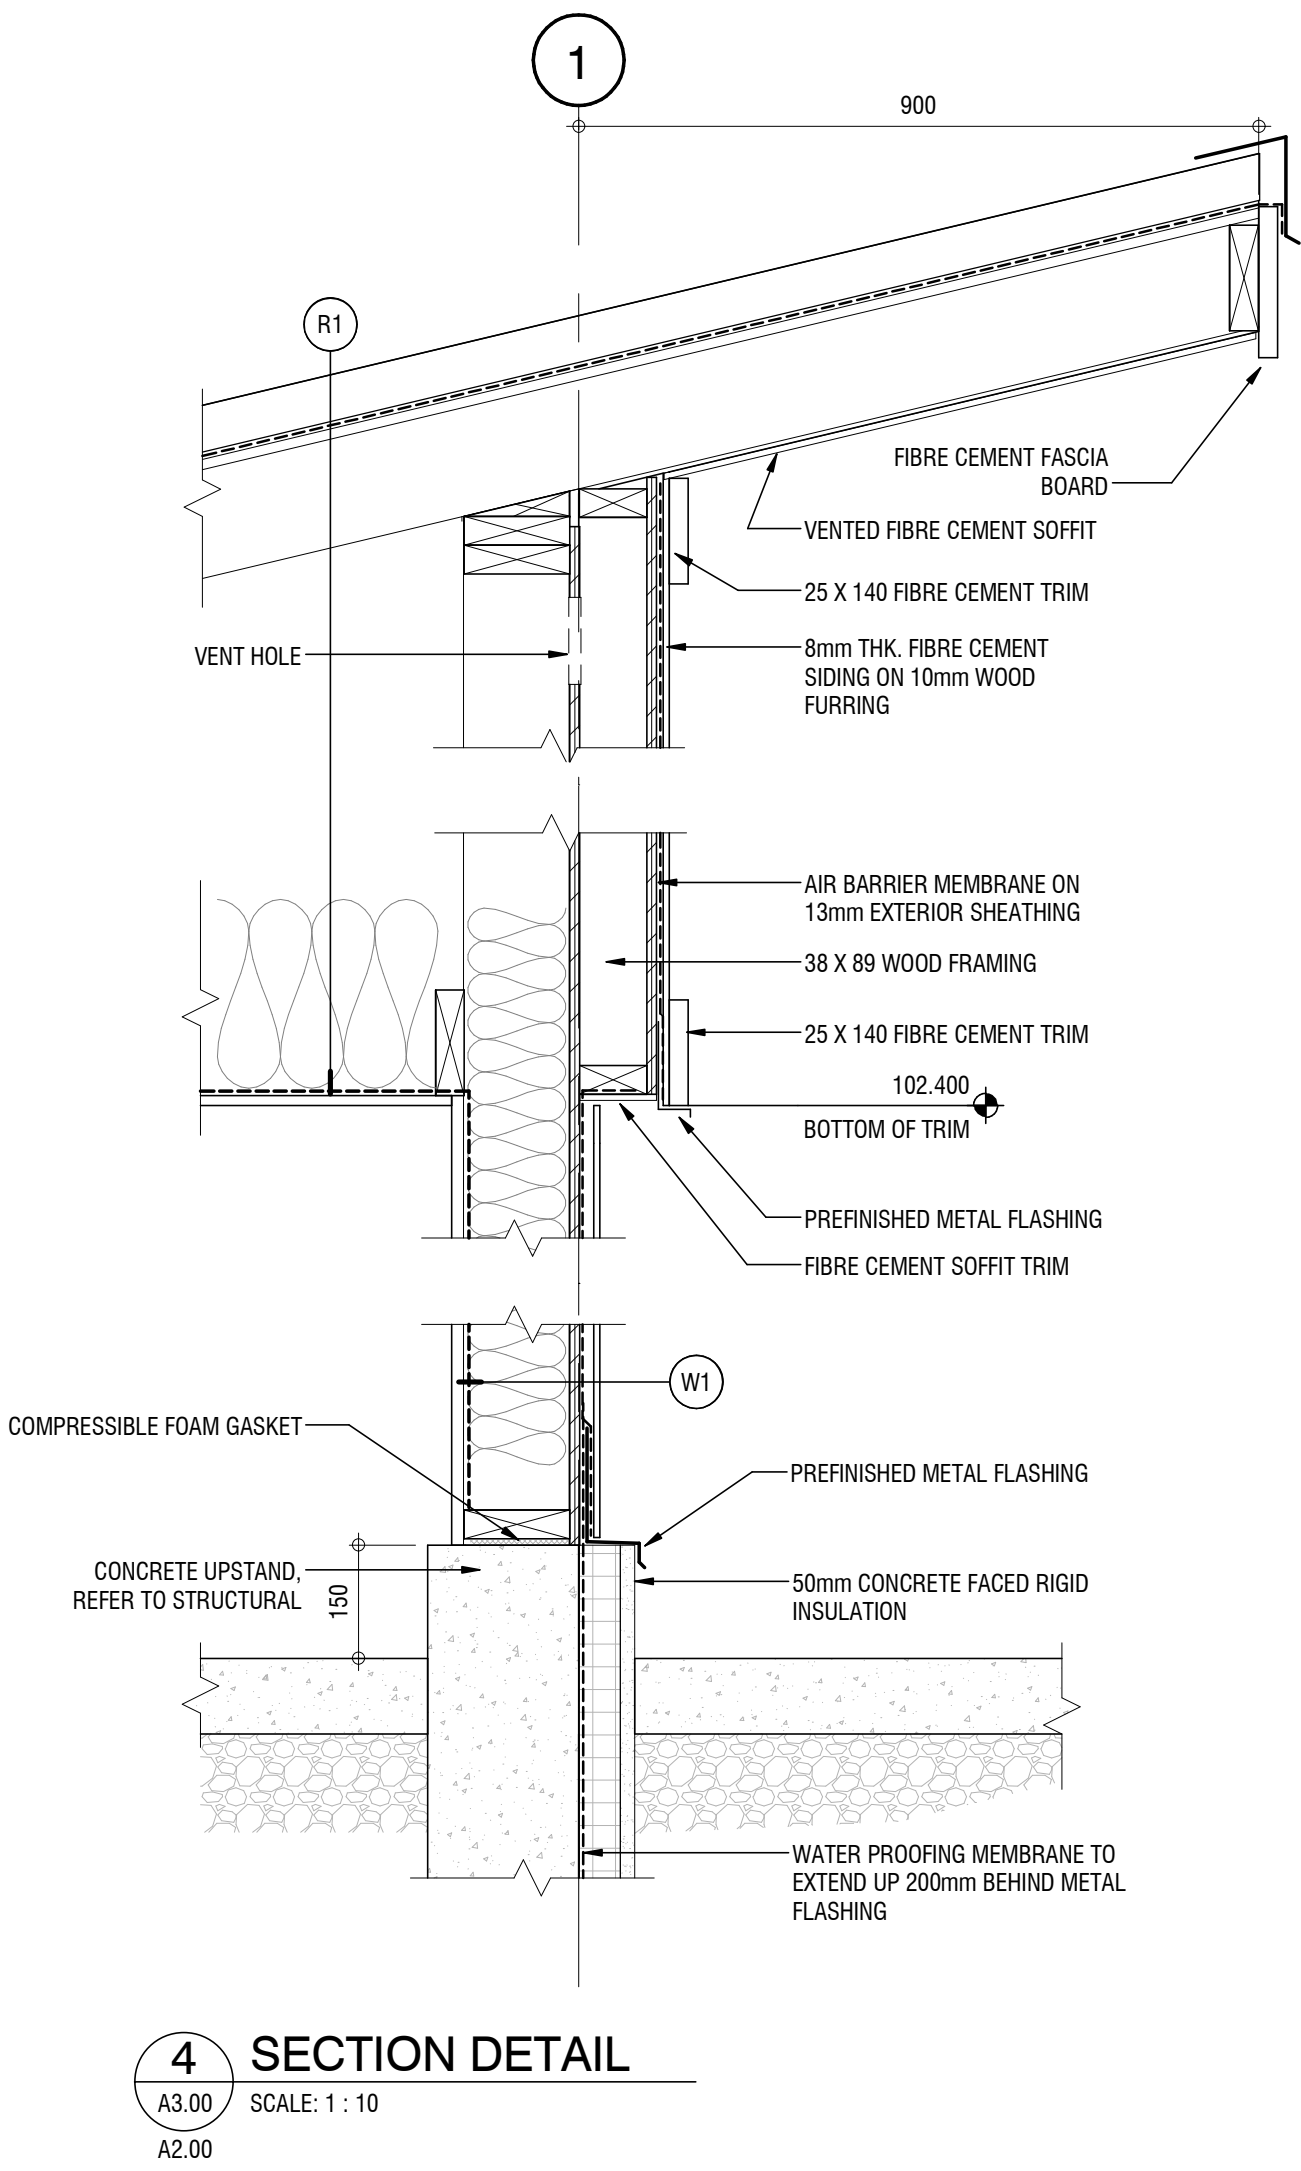 1
900
R1
FIBRE CEMENT FASCIA
BOARD
VENTED FIBRE CEMENT SOFFIT
25 X 140 FIBRE CEMENT TRIM
VENT HOLE
8mm THK. FIBRE CEMENT
SIDING ON 10mm WOOD
FURRING
AIR BARRIER MEMBRANE ON
13mm EXTERIOR SHEATHING
38 X 89 WOOD FRAMING
25 X 140 FIBRE CEMENT TRIM
102.400
BOTTOM OF TRIM
PREFINISHED METAL FLASHING
FIBRE CEMENT SOFFIT TRIM
W1
COMPRESSIBLE FOAM GASKET
PREFINISHED METAL FLASHING
CONCRETE UPSTAND,
REFER TO STRUCTURAL
150
50mm CONCRETE FACED RIGID
INSULATION
WATER PROOFING MEMBRANE TO
EXTEND UP 200mm BEHIND METAL
FLASHING
4 SECTION DETAIL
A3.00 SCALE: 1 : 10
A2.00